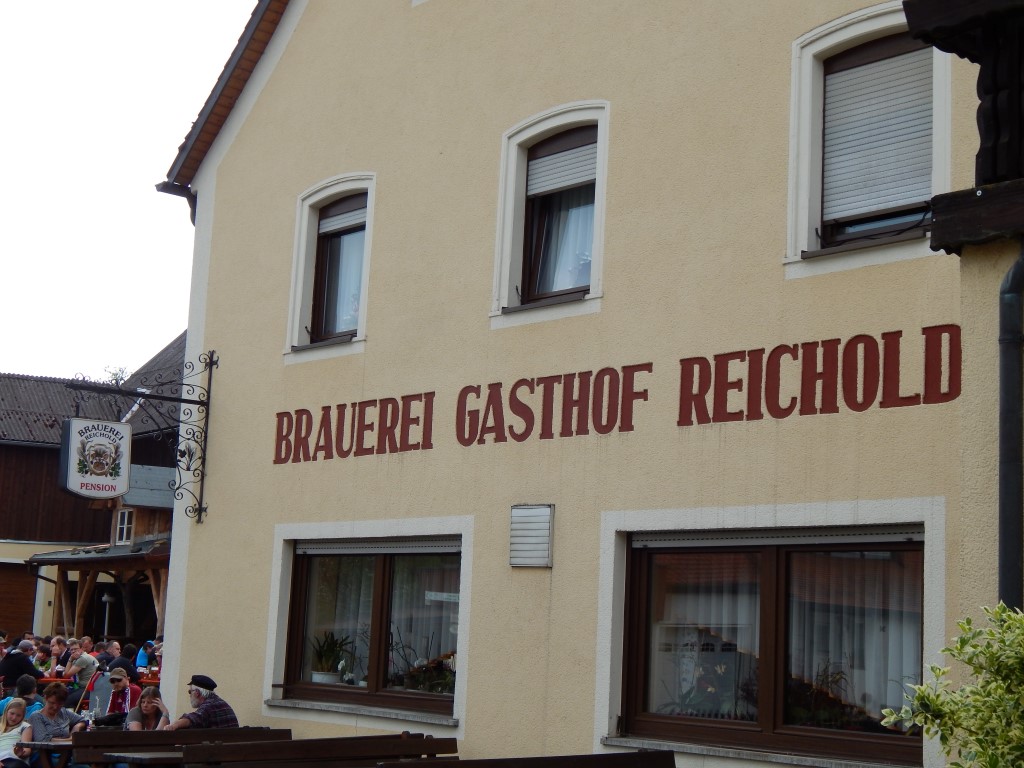 BRAUEREI GASTHOF REICHOLD
BRAUEREI
REICHOLD
PENSION